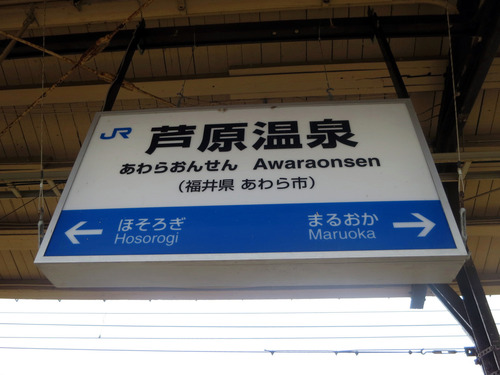 JR 芦原温泉
あわらおんせん Awaraonsen
(福井県 あわら市)
← ほそろぎ まるおか →
Hosorogi Maruoka